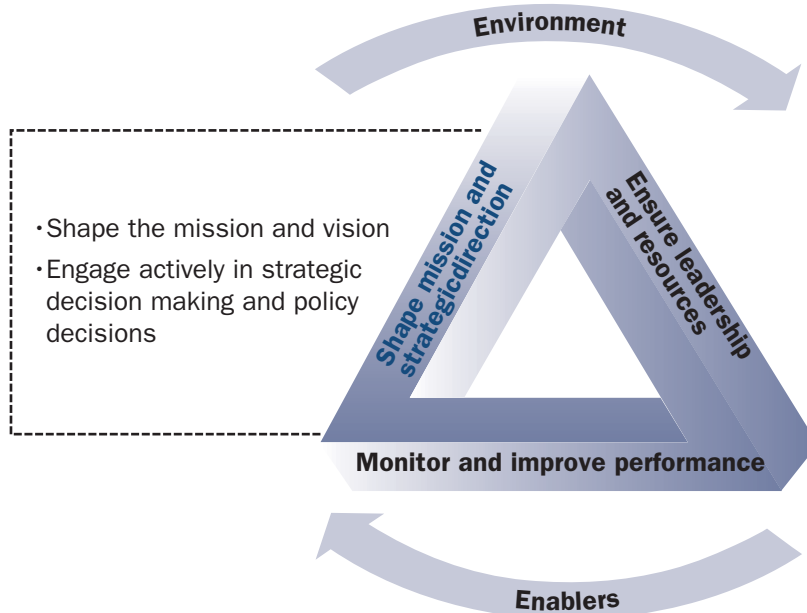 Environment
·Shape the mission and vision
·Engage actively in strategic
decision making and policy
decisions
Shape mission and
strategicdirection
Ensure leadership
and resources
Monitor and improve performance
Enablers